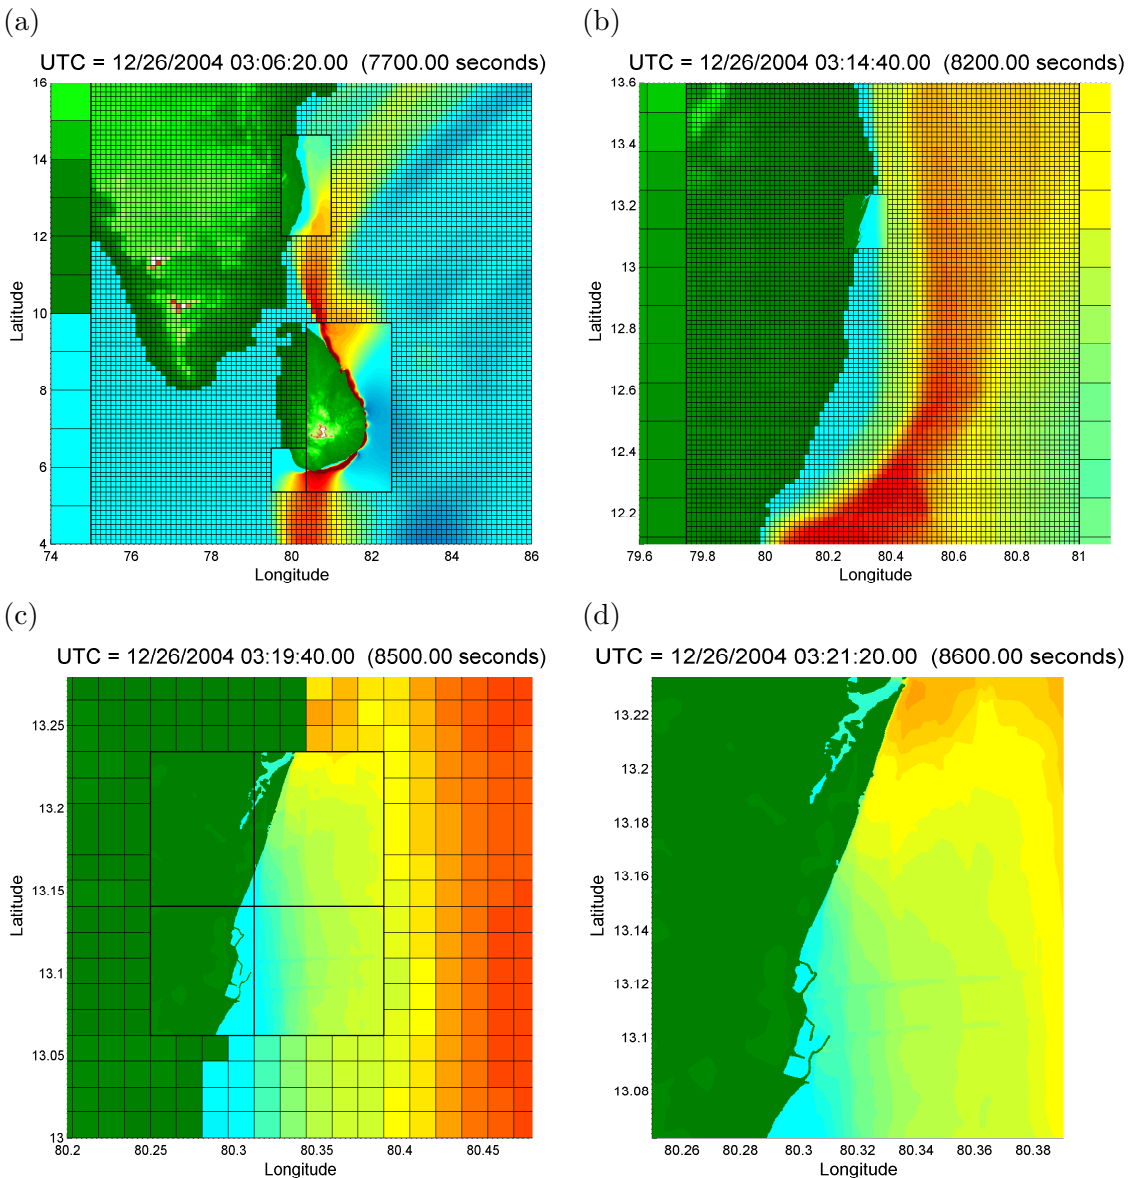 (a)
UTC = 12/26/2004 03:06:20.00 (7700.00 seconds)
16
14
12
10
8
6
4
Latitude
74 76 78 80 82 84 86
Longitude
(b)
UTC = 12/26/2004 03:14:40.00 (8200.00 seconds)
13.6
13.4
13.2
13
12.8
12.6
12.4
12.2
Latitude
79.6 79.8 80 80.2 80.4 80.6 80.8 81
Longitude
(c)
UTC = 12/26/2004 03:19:40.00 (8500.00 seconds)
13.25
13.2
13.15
13.1
13.05
13
Latitude
80.2 80.25 80.3 80.35 80.4 80.45
Longitude
(d)
UTC = 12/26/2004 03:21:20.00 (8600.00 seconds)
13.22
13.2
13.18
13.16
13.14
13.12
13.1
13.08
Latitude
80.26 80.28 80.3 80.32 80.34 80.36 80.38
Longitude